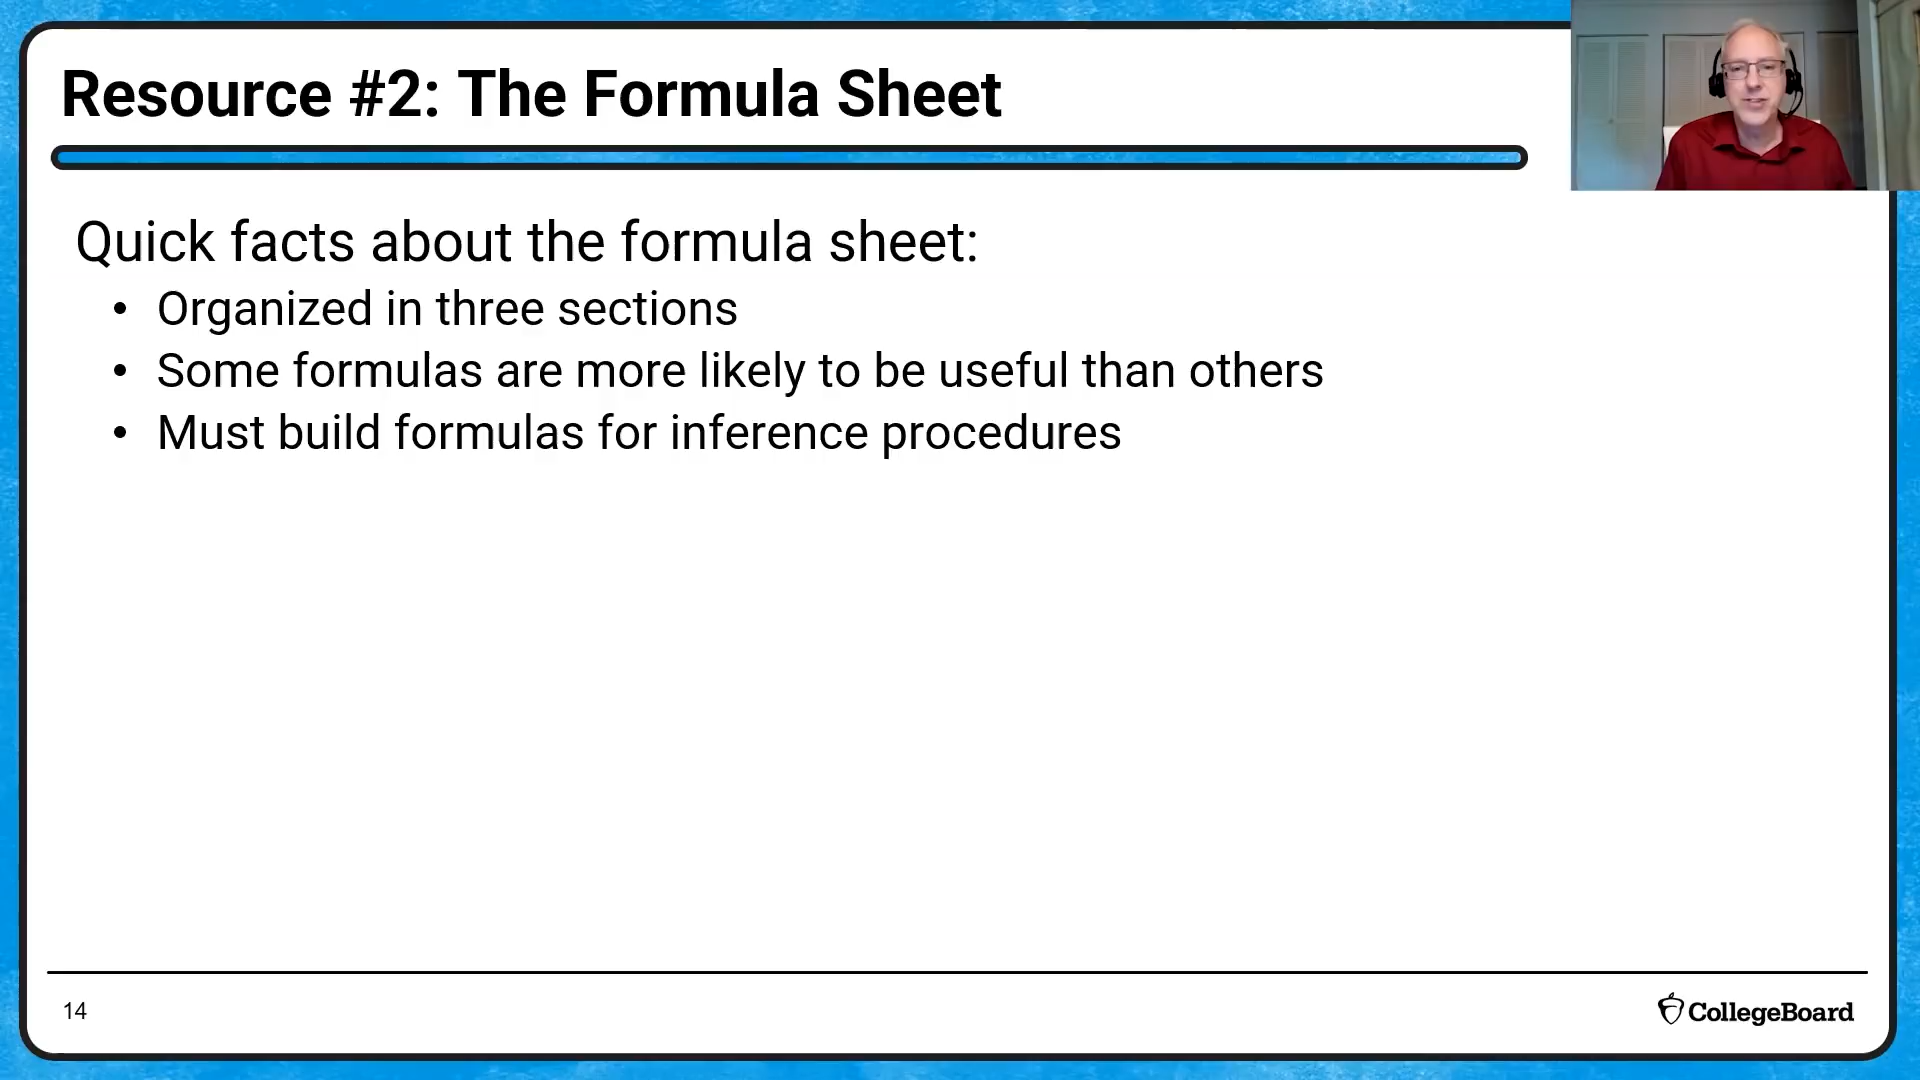 Resource #2: The Formula Sheet
Quick facts about the formula sheet:
• Organized in three sections
• Some formulas are more likely to be useful than others
• Must build formulas for inference procedures
14
CollegeBoard